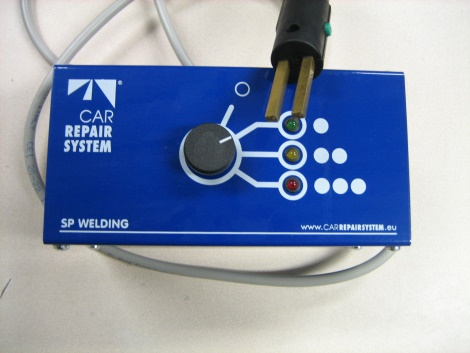 ®
CAR
REPAIR
SYSTEM
SP WELDING
www.CARREPAIRSYSTEM.eu